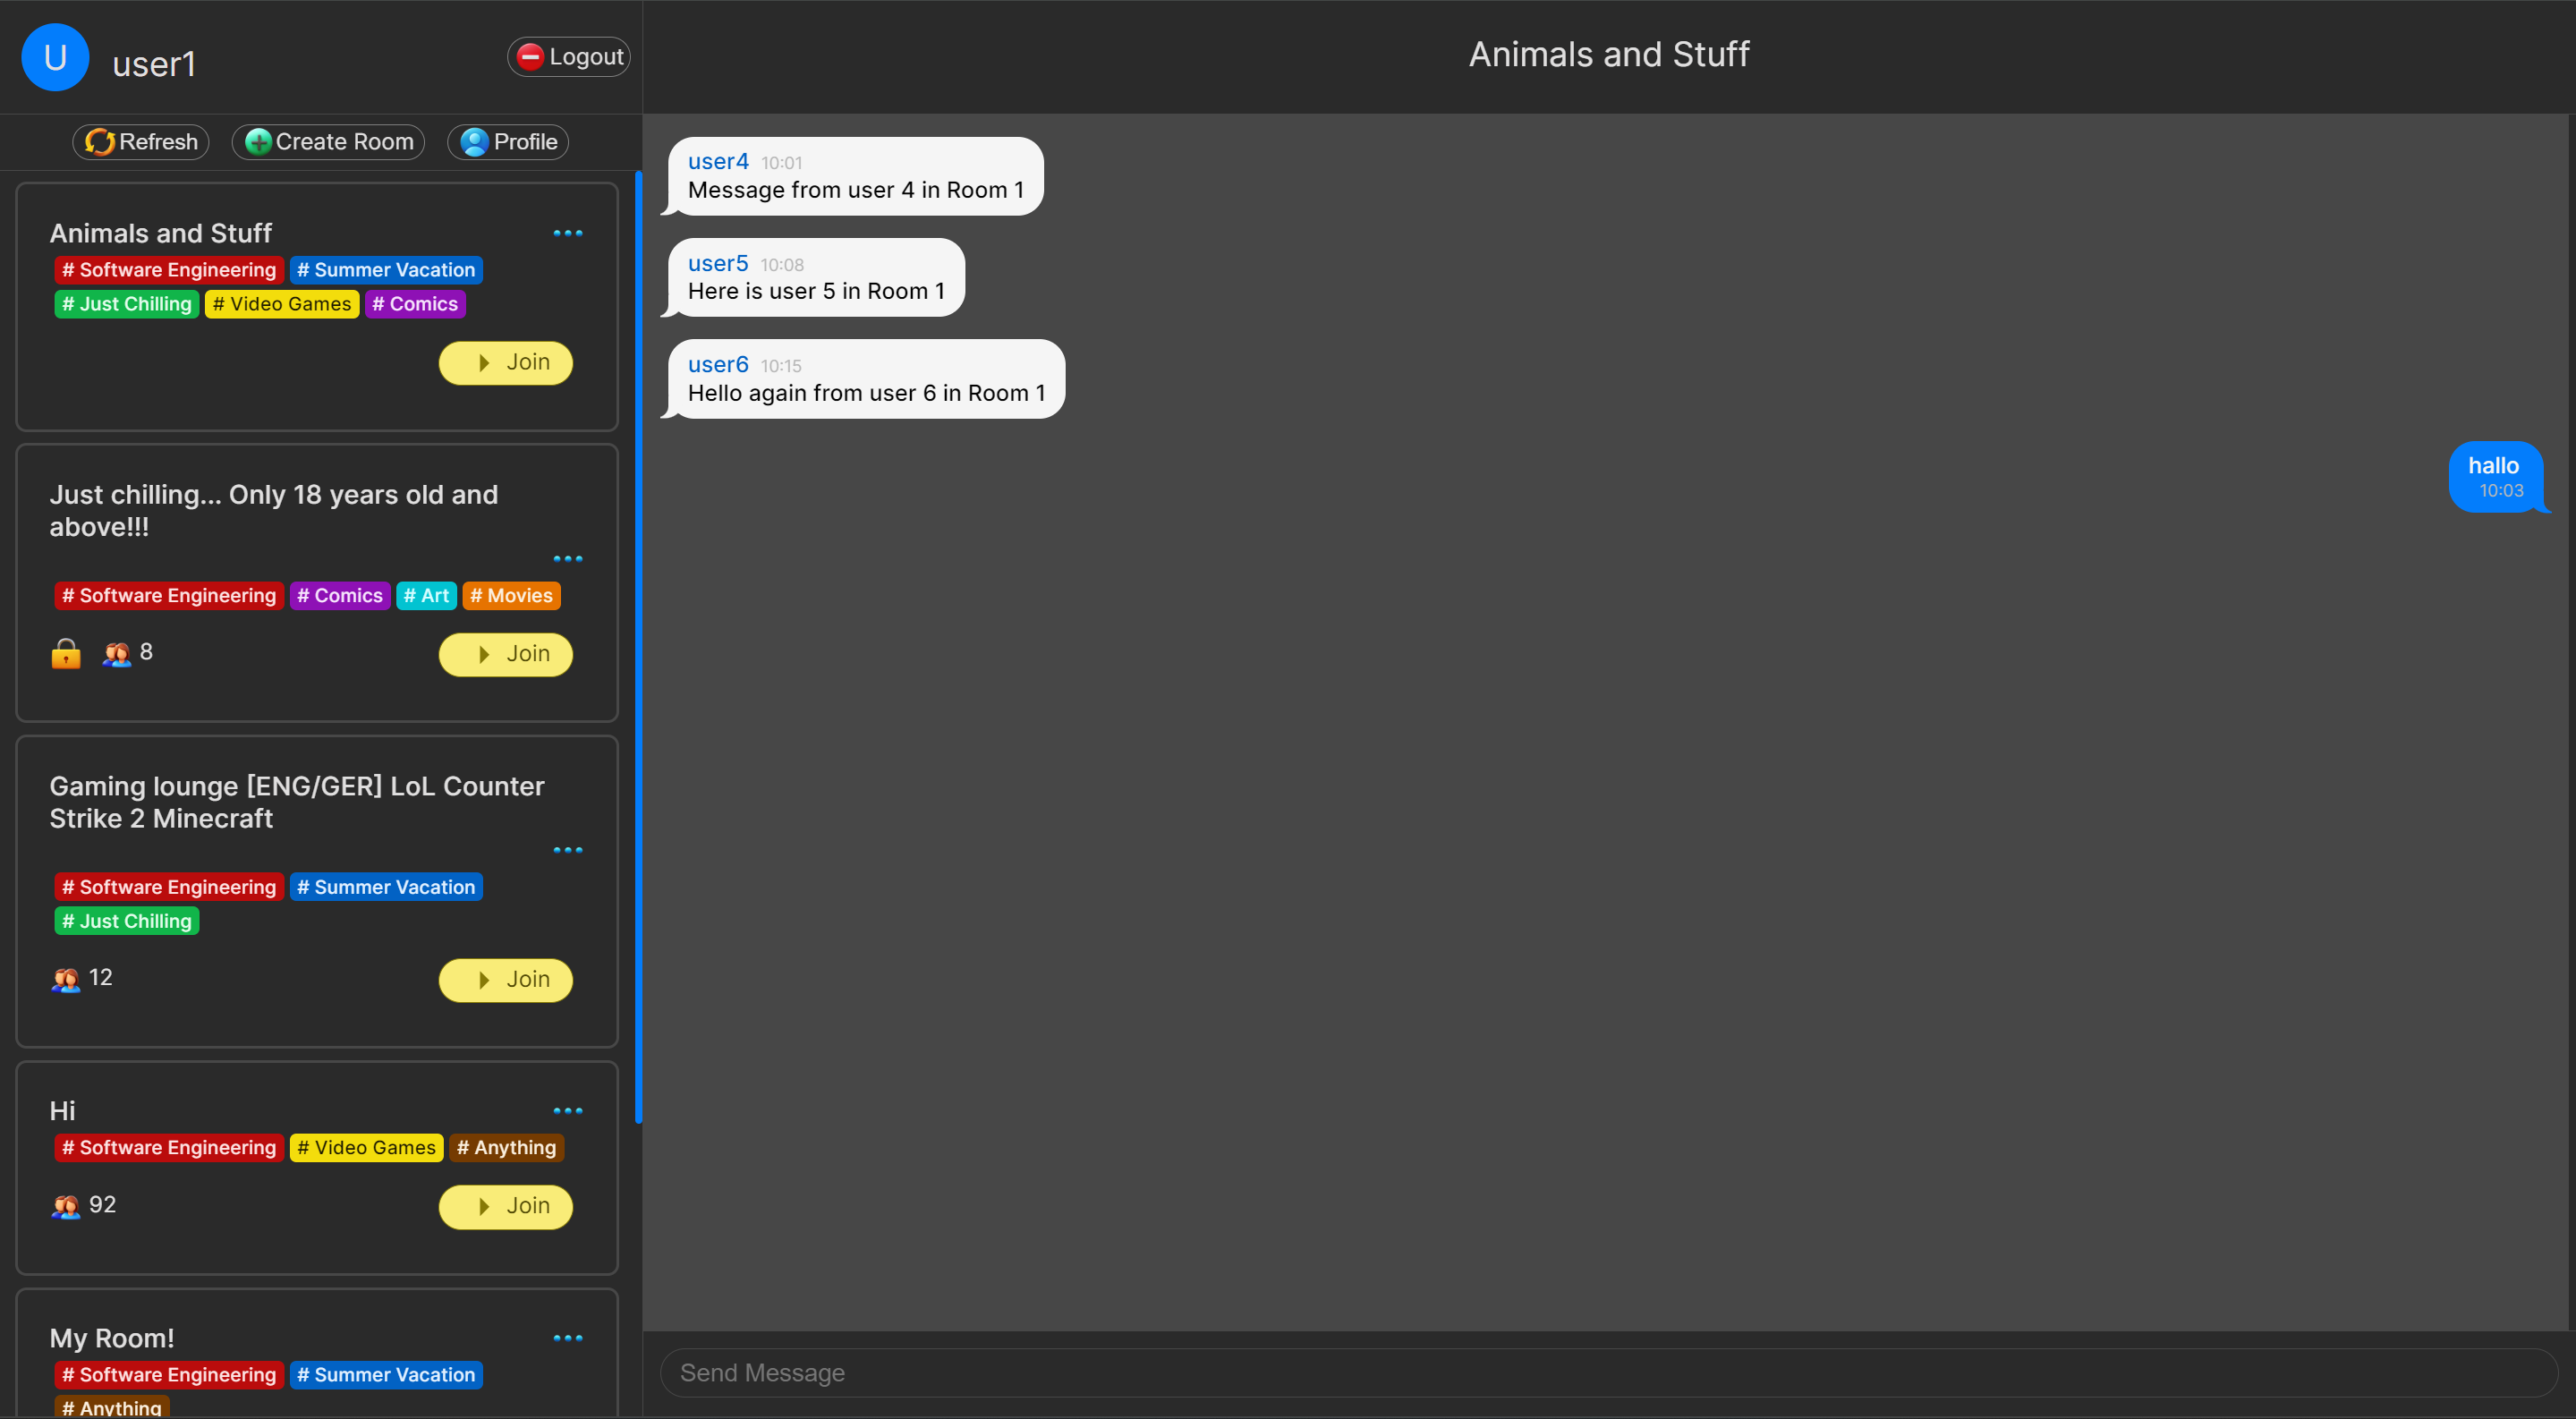 U
user1
Logout
Refresh
Create Room
Profile
Animals and Stuff
# Software Engineering # Summer Vacation
# Just Chilling # Video Games # Comics
Join
Just chilling... Only 18 years old and
above!!!
# Software Engineering # Comics # Art # Movies
8
Join
Gaming lounge [ENG/GER] LoL Counter
Strike 2 Minecraft
# Software Engineering # Summer Vacation
# Just Chilling
12
Join
Hi
# Software Engineering # Video Games # Anything
92
Join
My Room!
# Software Engineering # Summer Vacation
# Anything
Animals and Stuff
user4 10:01
Message from user 4 in Room 1
user5 10:08
Here is user 5 in Room 1
user6 10:15
Hello again from user 6 in Room 1
hallo
10:03
Send Message